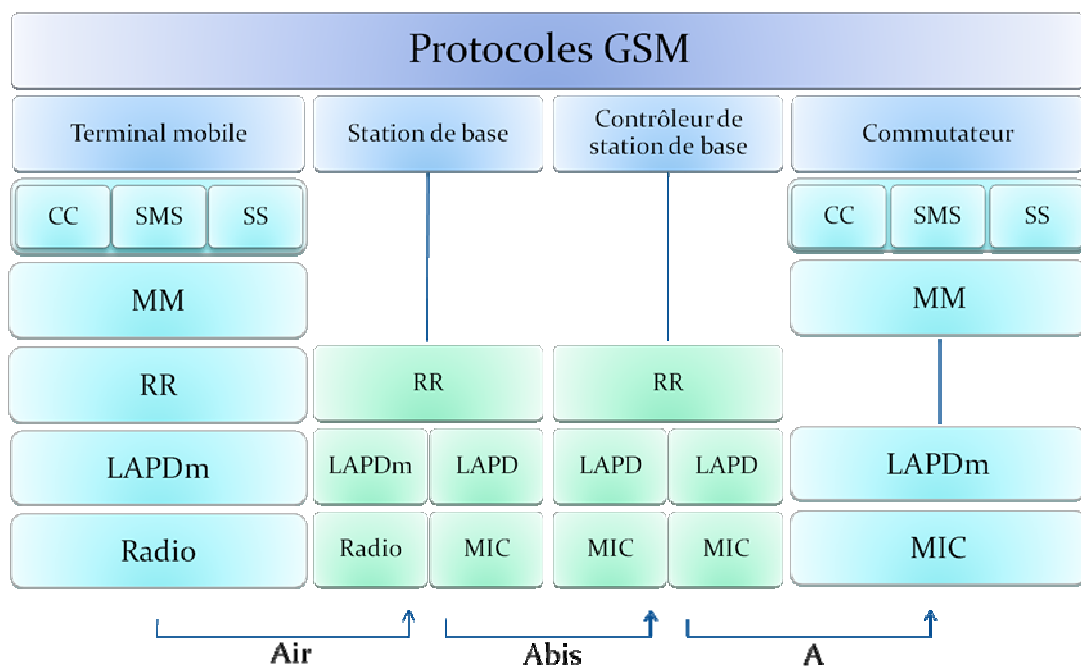 Protocoles GSM
Terminal mobile
Station de base
Contrôleur de
station de base
Commutateur
CC SMS SS
CC SMS SS
MM
MM
RR
RR
RR
LAPDm
LAPDm
LAPD
LAPD
LAPD
LAPDm
Radio
Radio
MIC
MIC
MIC
MIC
Air
Abis
A